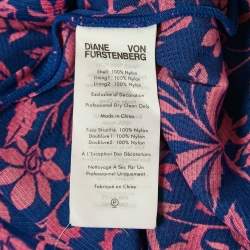 DIANE VON
FURSTENBERG
Shell: 100% Nylon
Lining1: 100% Nylon
Lining2: 100% Nylon
Exclusive of Decoration
Professional Dry Clean Only
Made in China
100% Nylon
Doublure1: 100% Nylon
Doublure2: 100% Nylon
A L'Exception Des Décorations
Nettoyage A Sec Par Un
Professionnel Uniquement
Fabriqué en Chine